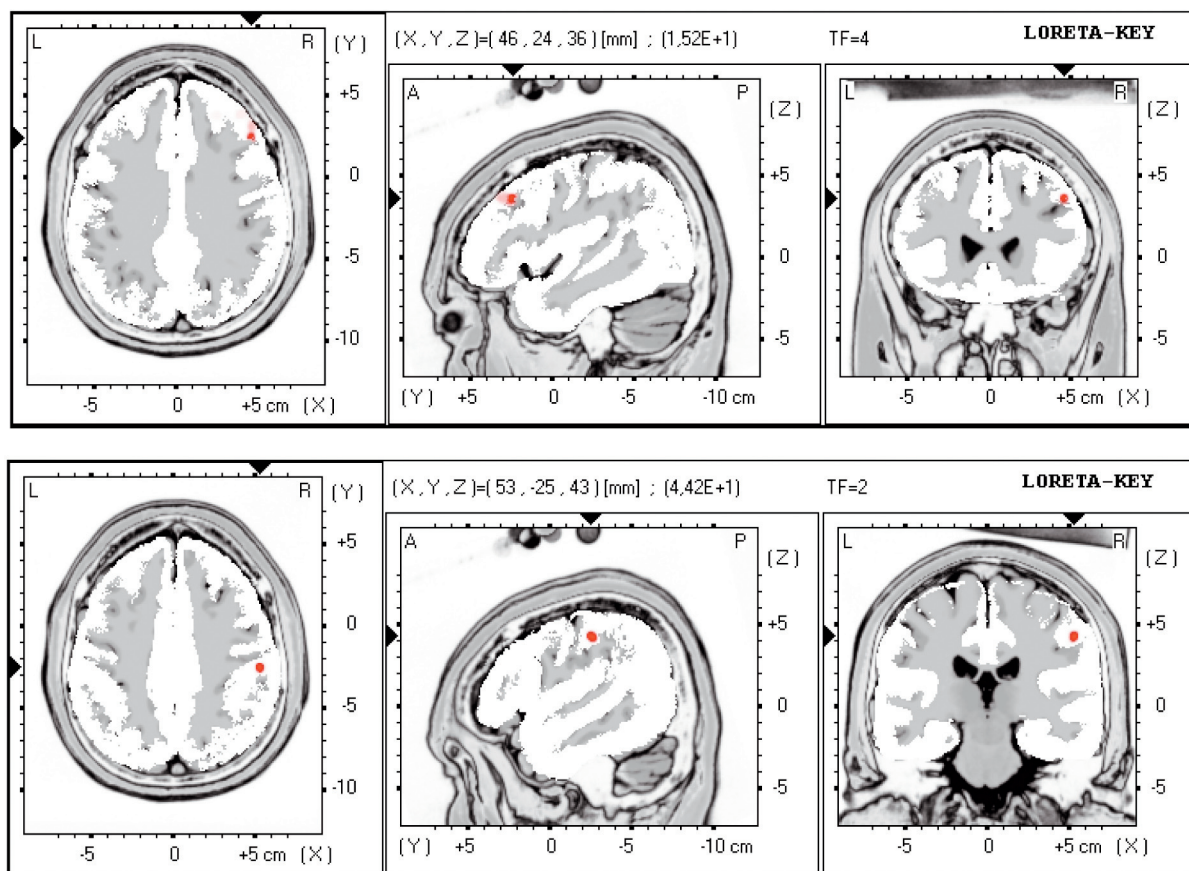 (X,Y,Z)=(46,24,36)[mm] ; (1,52E+1) TF=4 LORETA-KEY
L R (Y)
+5
0
-5
-10
-5 0 +5 cm (X)
A P (Z)
+5
0
-5
(Y) +5 0 -5 -10 cm
L R (Z)
+5
0
-5
-5 0 +5 cm (X)
(X,Y,Z)=(53,-25,43)[mm] ; (4,42E+1) TF=2 LORETA-KEY
L R (Y)
+5
0
-5
-10
-5 0 +5 cm (X)
A P (Z)
+5
0
-5
(Y) +5 0 -5 -10 cm
L R (Z)
+5
0
-5
-5 0 +5 cm (X)